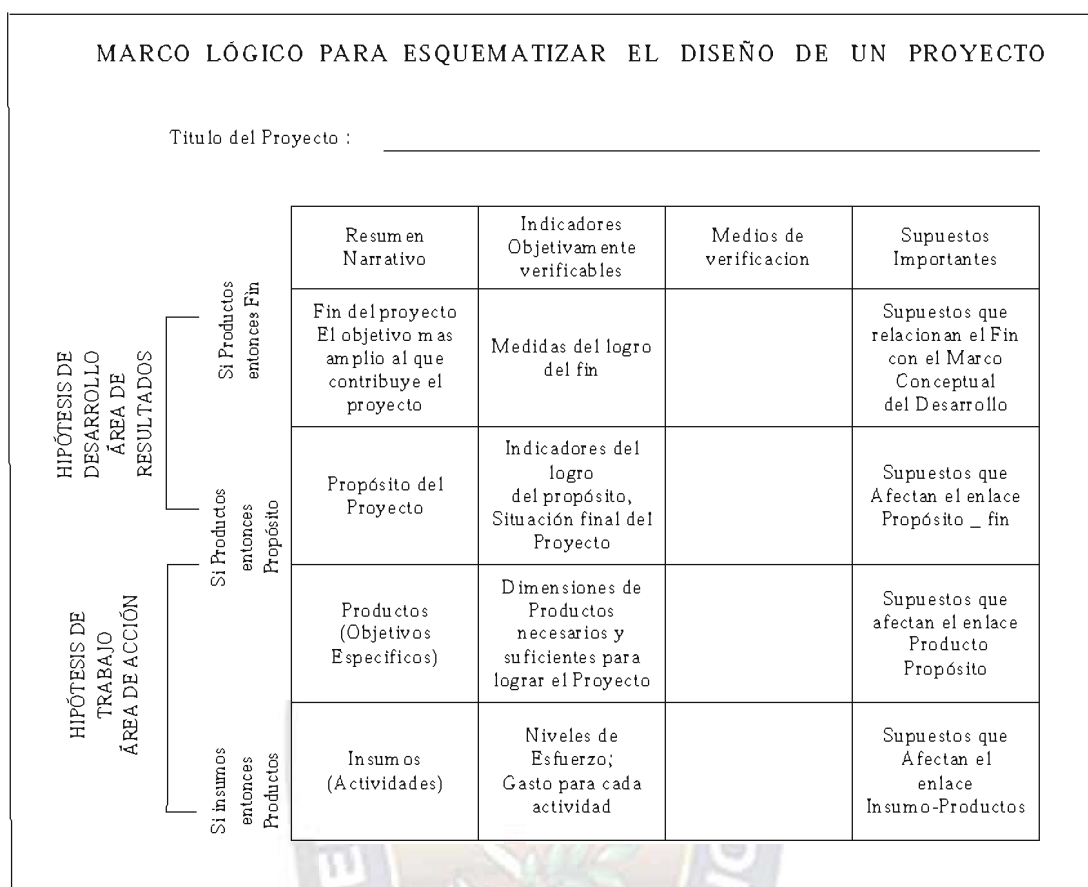 MARCO LÓGICO PARA ESQUEMATIZAR EL DISEÑO DE UN PROYECTO
Titulo del Proyecto :
Resumen
Narrativo
Indicadores
Objetivamente
verificables
Medios de
verificacion
Supuestos
Importantes
HIPÓTESIS DE
DESARROLLO
ÁREA DE
RESULTADOS
Si Productos
entonces Fìn
Fin del proyecto
El objetivo mas
amplio al que
contribuye el
proyecto
Medidas del logro
del fin
Supuestos que
relacionan el Fin
con el Marco
Conceptual
del Desarrollo
Si Productos
entonces
Propósito
Propósito del
Proyecto
Indicadores del
logro
del propósito,
Situación final del
Proyecto
Supuestos que
Afectan el enlace
Propósito _ fin
HIPÓTESIS DE
TRABAJO
ÁREA DE ACCIÓN
Productos
(Objetivos
Especificos)
Dimensiones de
Productos
necesarios y
suficientes para
lograr el Proyecto
Supuestos que
afectan el enlace
Producto
Propósito
Si insumos
entonces
Productos
Insumos
(Actividades)
Niveles de
Esfuerzo;
Gasto para cada
actividad
Supuestos que
Afectan el
enlace
Insumo-Productos